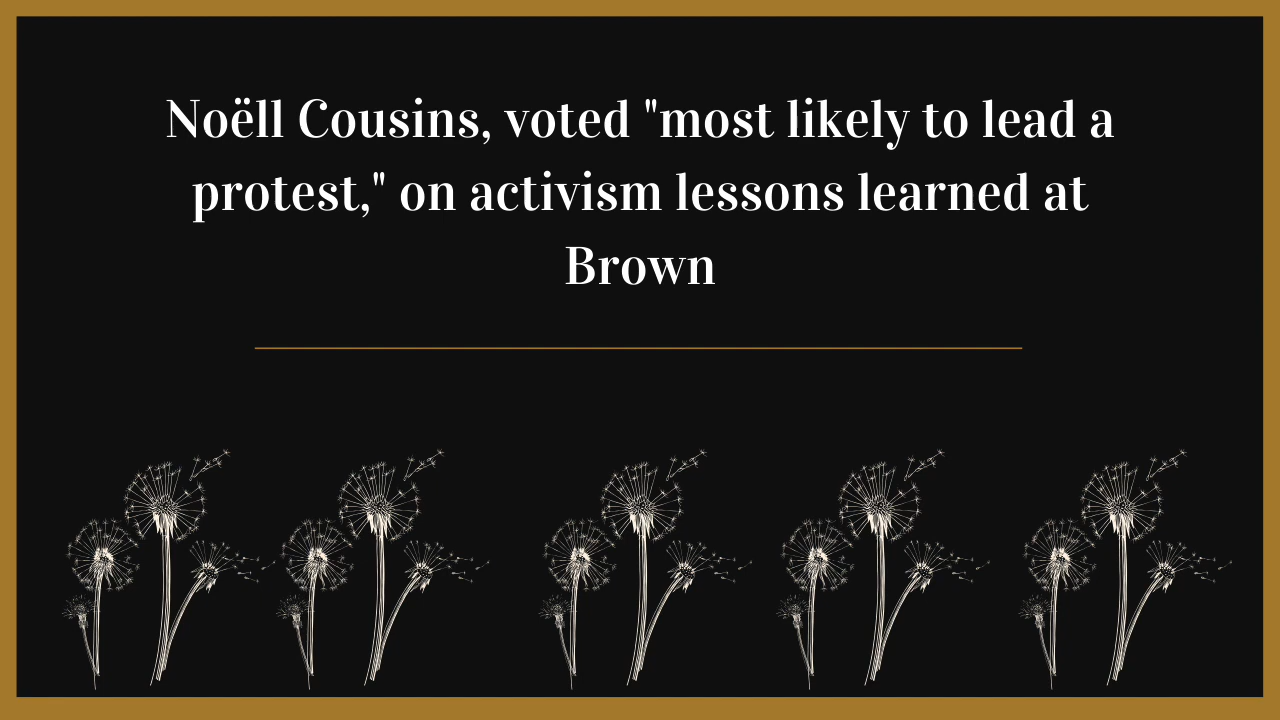 Noëll Cousins, voted "most likely to lead a
protest," on activism lessons learned at
Brown